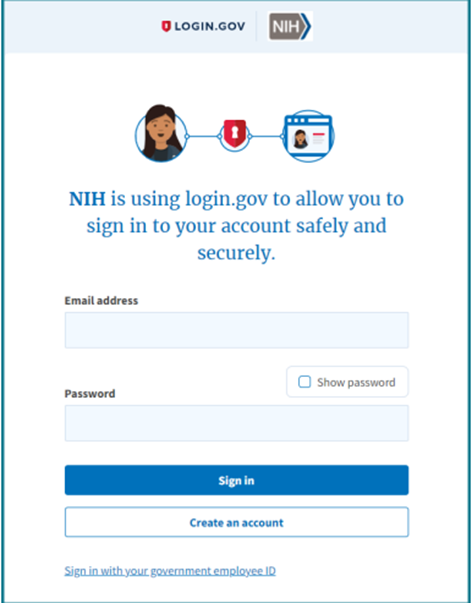 LOGIN.GOV NIH
NIH is using login.gov to allow you to
sign in to your account safely and
securely.
Email address
Show password
Password
Sign in
Create an account
Sign in with your government employee ID